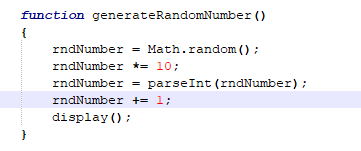 function generateRandomNumber()
{
    rndNumber = Math.random();
    rndNumber *= 10;
    rndNumber = parseInt(rndNumber);
    rndNumber += 1;
    display();
}